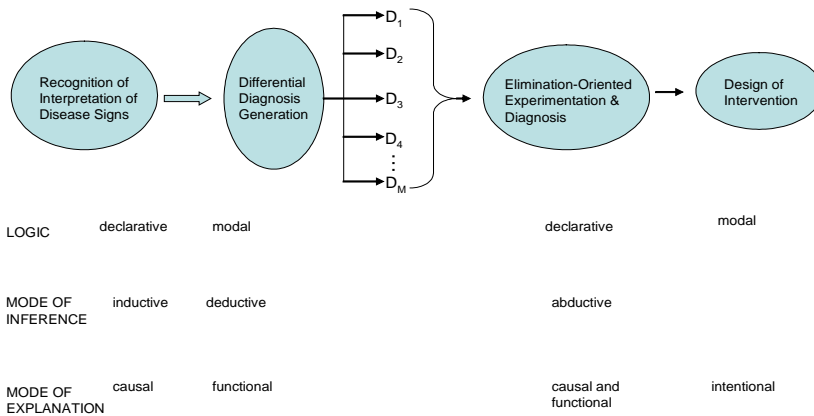 Recognition of
Interpretation of
Disease Signs
Differential
Diagnosis
Generation
D1
D2
D3
D4
DM
Elimination-Oriented
Experimentation &
Diagnosis
Design of
Intervention
LOGIC declarative modal declarative modal
MODE OF
INFERENCE inductive deductive abductive
MODE OF
EXPLANATION causal functional causal and
functional intentional